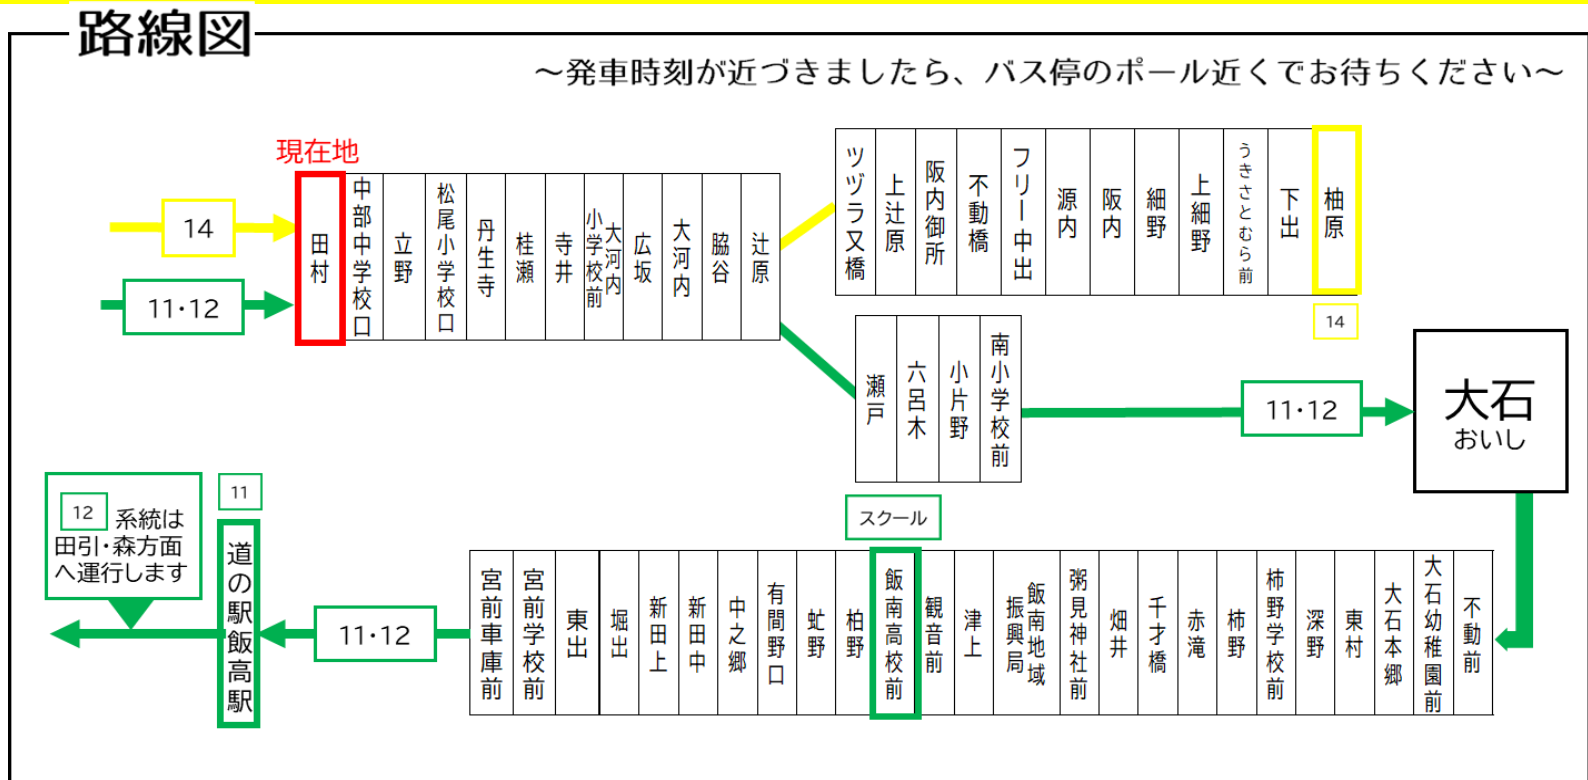 路線図
～発車時刻が近づきましたら、バス停のポール近くでお待ちください～
現在地
14
11・12
田村
中部中学校口
立野
松尾小学校口
丹生寺
桂瀬
寺井
大河内
小学校前
広坂
大河内
脇谷
辻原
ツヅラ又橋
上辻原
阪内御所
不動橋
フリー中出
源内
阪内
細野
上細野
うきさとむら前
下出
柚原
14
瀬戸
六呂木
小片野
南小学校前
11・12
大石
おいし
不動前
大石幼稚園前
大石本郷
東村
深野
柿野学校前
柿野
赤滝
千才橋
畑井
粥見神社前
飯南地域
振興局
津上
観音前
スクール
飯南高校前
柏野
虻野
有間野口
中之郷
新田中
新田上
堀出
東出
宮前学校前
宮前車庫前
11・12
11
道の駅飯高駅
12 系統は
田引・森方面
へ運行します